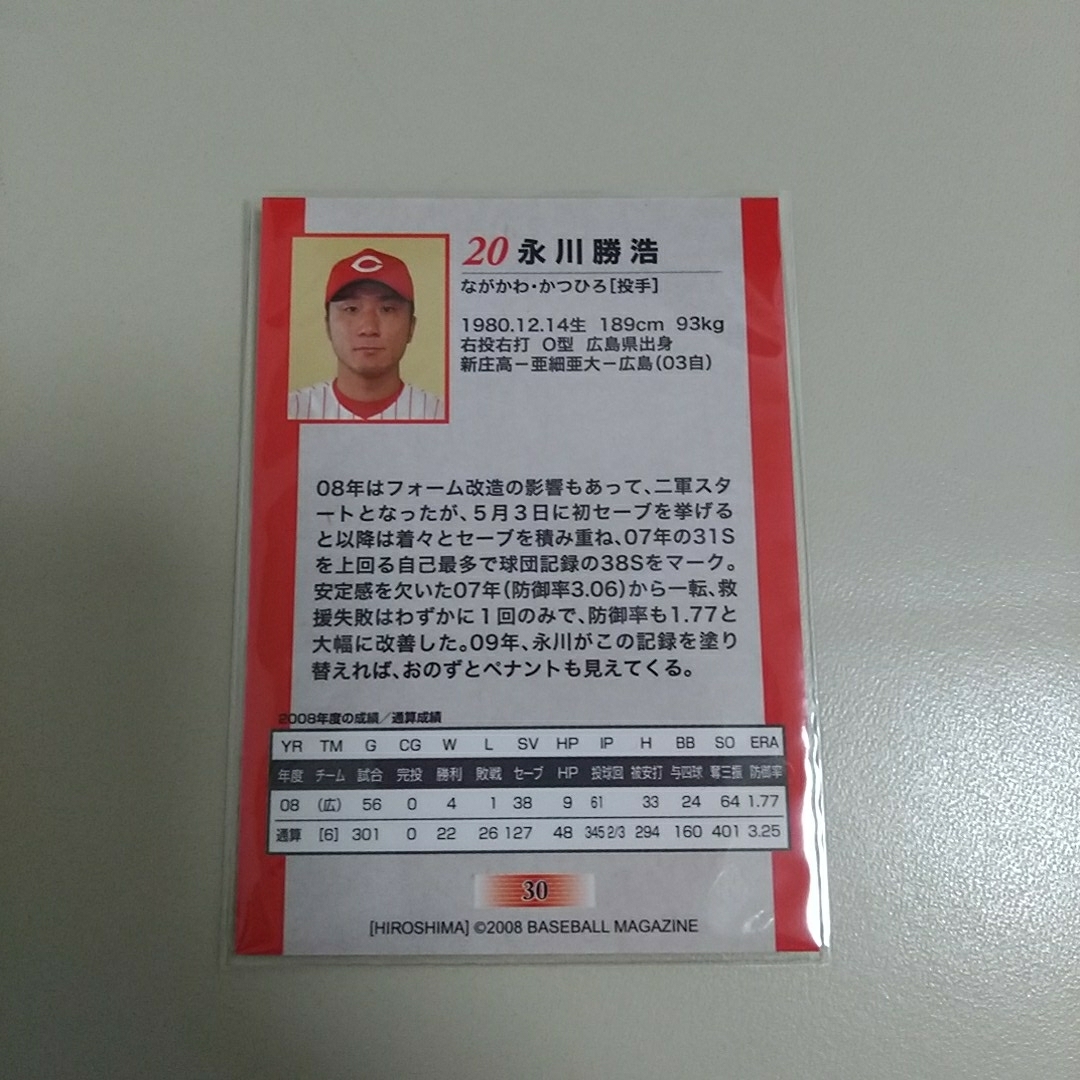 20 永川勝浩
ながかわ・かつひろ[投手]
1980.12.14生 189cm 93kg
右投右打 O型 広島県出身
新庄高－亜細亜大－広島(03自)
08年はフォーム改造の影響もあって、二軍スタ
ートとなったが、5月3日に初セーブを挙げる
と以降は着々とセーブを積み重ね、07年の31S
を上回る自己最多で球団記録の38Sをマーク。
安定感を欠いた07年(防御率3.06)から一転、救
援失敗はわずかに1回のみで、防御率も1.77と
大幅に改善した。09年、永川がこの記録を塗り
替えれば、おのずとペナントも見えてくる。
2008年度の成績／通算成績
YR TM G CG W L SV HP IP H BB SO ERA
年度 チーム 試合 完投 勝利 敗戦 セーブ HP 投球回 被安打 与四球 奪三振 防御率
08 (広) 56 0 4 1 38 9 61 33 24 64 1.77
通算 [6] 301 0 22 26 127 48 345 2/3 294 160 401 3.25
30
[HIROSHIMA] ©2008 BASEBALL MAGAZINE